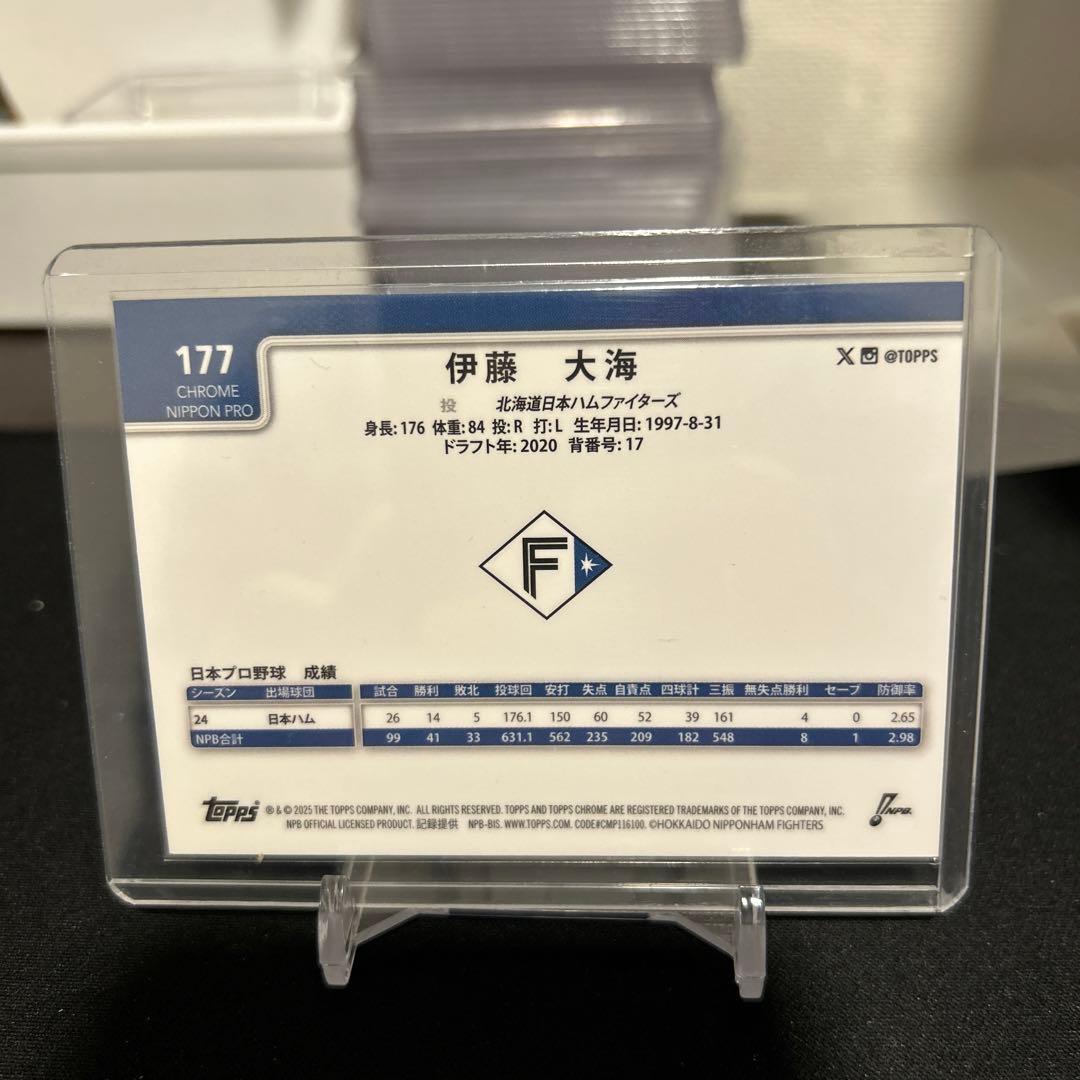 177
CHROME
NIPPON PRO
伊藤 大海
@TOPPS
投 北海道日本ハムファイターズ
身長: 176 体重: 84 投: R 打: L 生年月日: 1997-8-31
ドラフト年: 2020 背番号: 17
F
日本プロ野球 成績
シーズン 出場球団 試合 勝利 敗北 投球回 安打 失点 自責点 四球計 三振 無失点勝利 セーブ 防御率
24 日本ハム 26 14 5 176.1 150 60 52 39 161 4 0 2.65
NPB合計 99 41 33 631.1 562 235 209 182 548 8 1 2.98
topps ® & © 2025 THE TOPPS COMPANY, INC. ALL RIGHTS RESERVED. TOPPS AND TOPPS CHROME ARE REGISTERED TRADEMARKS OF THE TOPPS COMPANY, INC.
NPB OFFICIAL LICENSED PRODUCT. 記録提供 NPB-BIS. WWW.TOPPS.COM. CODE#CMP116100. ©HOKKAIDO NIPPONHAM FIGHTERS
NPB